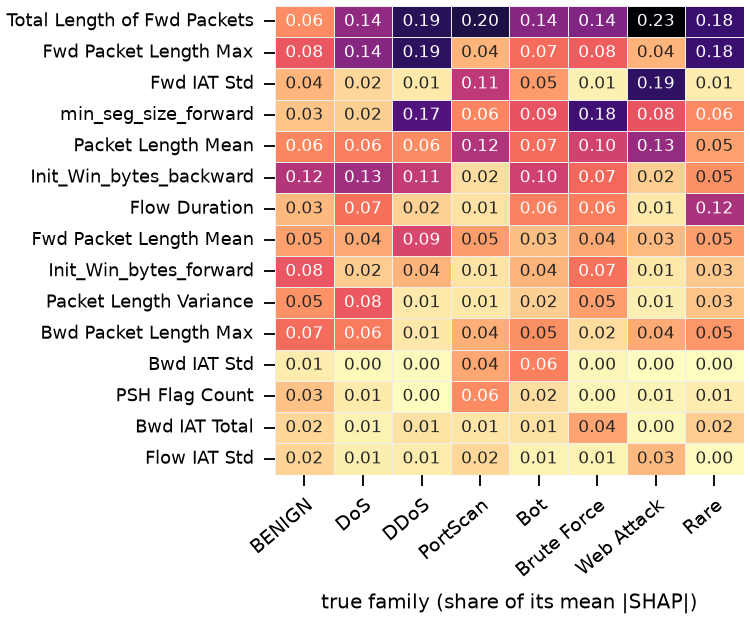 Total Length of Fwd Packets 0.06 0.14 0.19 0.20 0.14 0.14 0.23 0.18
Fwd Packet Length Max 0.08 0.14 0.19 0.04 0.07 0.08 0.04 0.18
Fwd IAT Std 0.04 0.02 0.01 0.11 0.05 0.01 0.19 0.01
min_seg_size_forward 0.03 0.02 0.17 0.06 0.09 0.18 0.08 0.06
Packet Length Mean 0.06 0.06 0.06 0.12 0.07 0.10 0.13 0.05
Init_Win_bytes_backward 0.12 0.13 0.11 0.02 0.10 0.07 0.02 0.05
Flow Duration 0.03 0.07 0.02 0.01 0.06 0.06 0.01 0.12
Fwd Packet Length Mean 0.05 0.04 0.09 0.05 0.03 0.04 0.03 0.05
Init_Win_bytes_forward 0.08 0.02 0.04 0.01 0.04 0.07 0.01 0.03
Packet Length Variance 0.05 0.08 0.01 0.01 0.02 0.05 0.01 0.03
Bwd Packet Length Max 0.07 0.06 0.01 0.04 0.05 0.02 0.04 0.05
Bwd IAT Std 0.01 0.00 0.00 0.04 0.06 0.00 0.00 0.00
PSH Flag Count 0.03 0.01 0.00 0.06 0.02 0.00 0.01 0.01
Bwd IAT Total 0.02 0.01 0.01 0.01 0.01 0.04 0.00 0.02
Flow IAT Std 0.02 0.01 0.01 0.02 0.01 0.01 0.03 0.00
BENIGN DoS DDoS PortScan Bot Brute Force Web Attack Rare
true family (share of its mean |SHAP|)